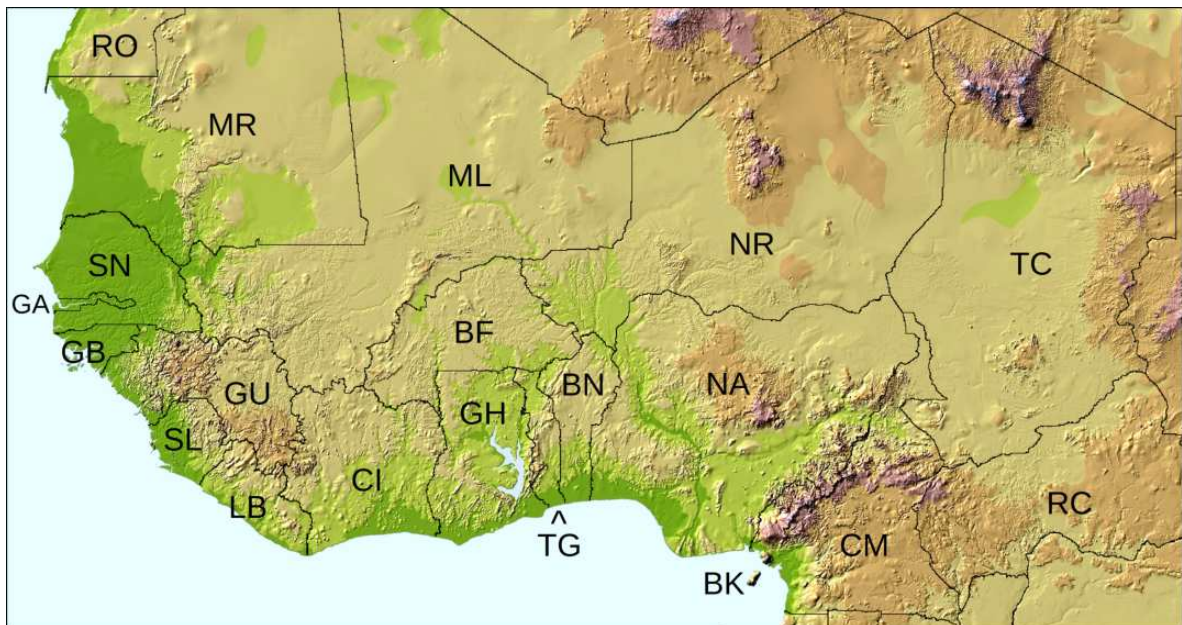 RO
MR
ML
SN
NR
TC
GA
BF
GB
BN
NA
GU
GH
SL
CI
LB
RC
^
TG
CM
BK